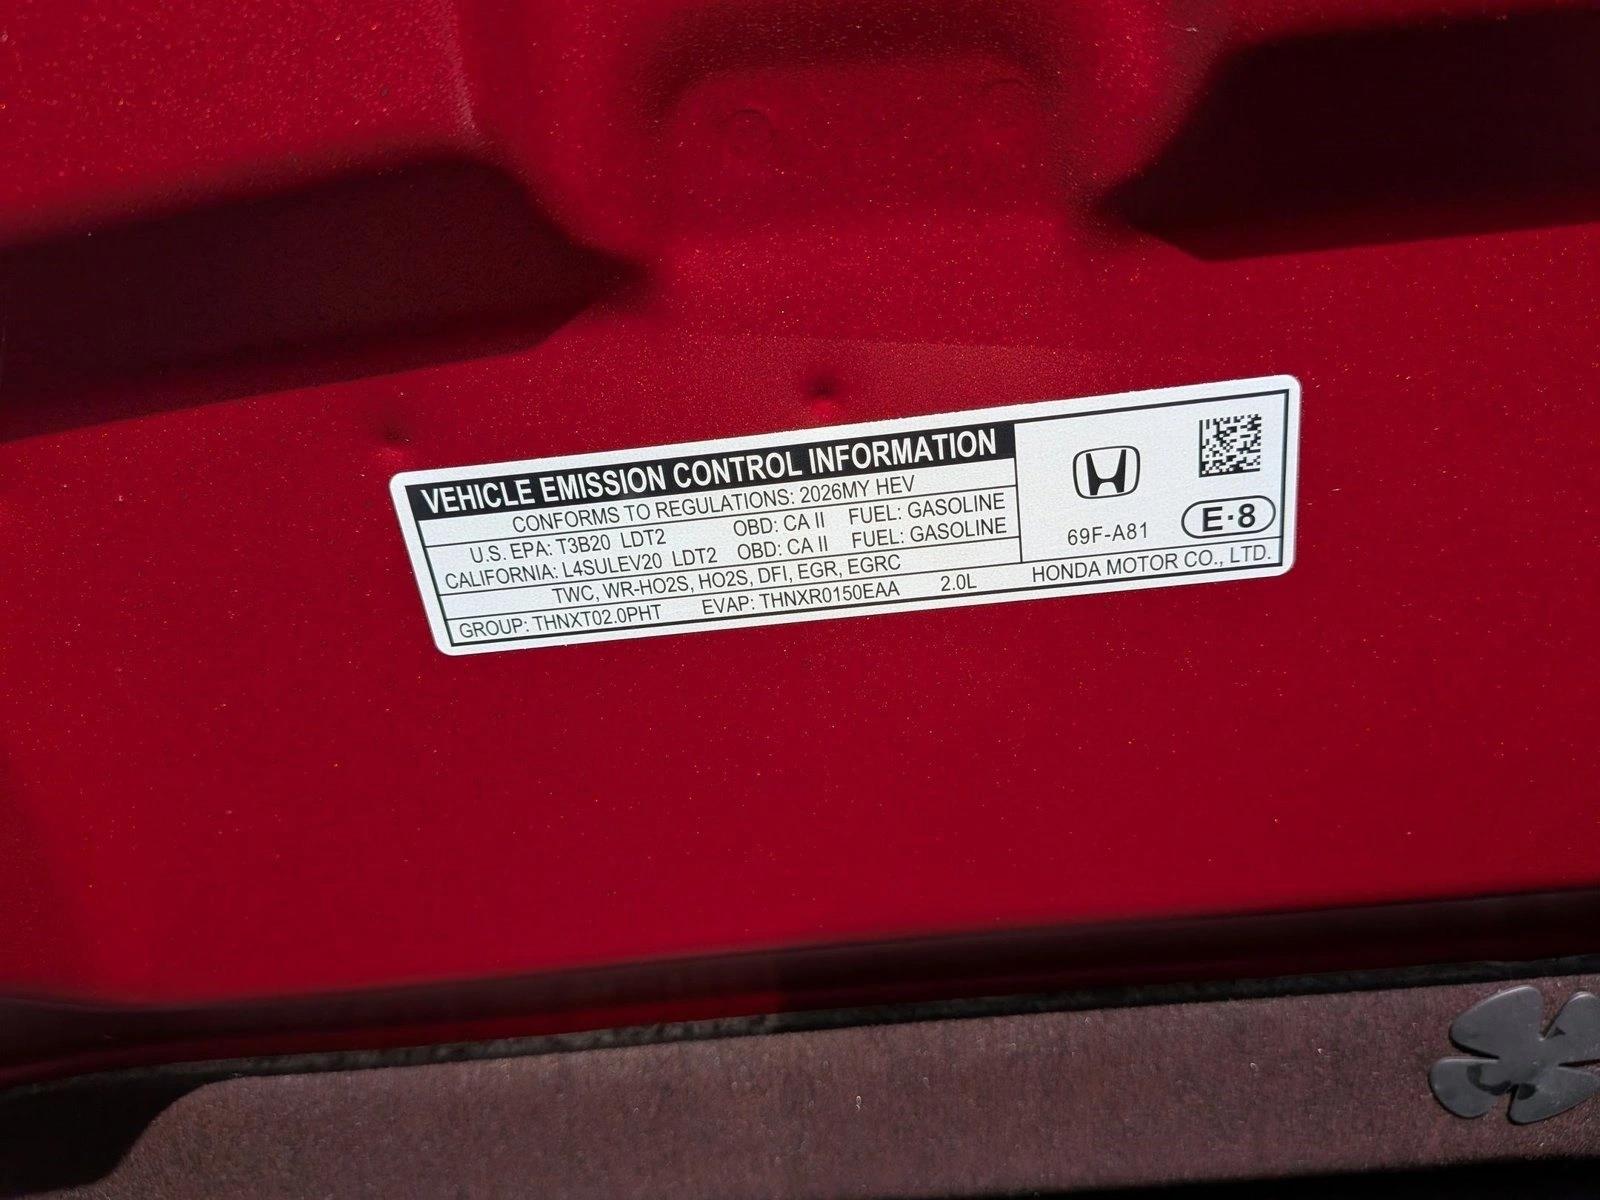 VEHICLE EMISSION CONTROL INFORMATION
CONFORMS TO REGULATIONS: 2026MY HEV
U.S. EPA: T3B20 LDT2 OBD: CA II FUEL: GASOLINE
CALIFORNIA: L4SULEV20 LDT2 OBD: CA II FUEL: GASOLINE
TWC, WR-HO2S, HO2S, DFI, EGR, EGRC
GROUP: THNXT02.0PHT EVAP: THNXR0150EAA 2.0L
69F-A81
E·8
HONDA MOTOR CO., LTD.